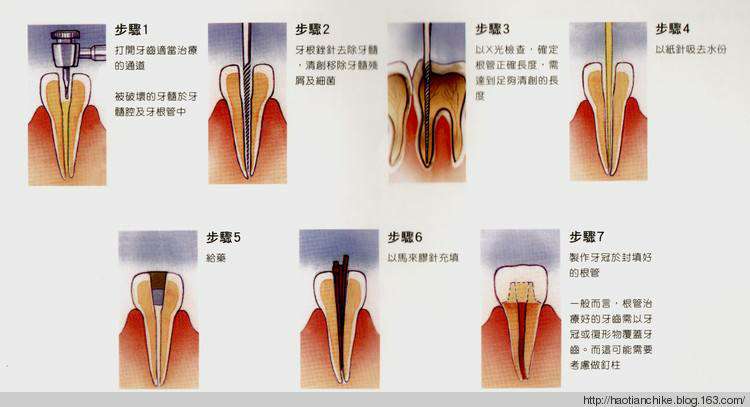 步驟1
打開牙齒適當治療
的通道
被破壞的牙髓於牙
髓腔及牙根管中
步驟2
牙根銼針去除牙髓
，清創移除牙髓殘
屑及細菌
步驟3
以X光檢查，確定
根管正確長度，需
達到足夠清創的長
度
步驟4
以紙針吸去水份
步驟5
給藥
步驟6
以馬來膠針充填
步驟7
製作牙冠於封填好
的根管
一般而言，根管治
療好的牙齒需以牙
冠或復形物覆蓋牙
齒。而這可能需要
考慮做釘柱
http://haotianchike.blog.163.com/